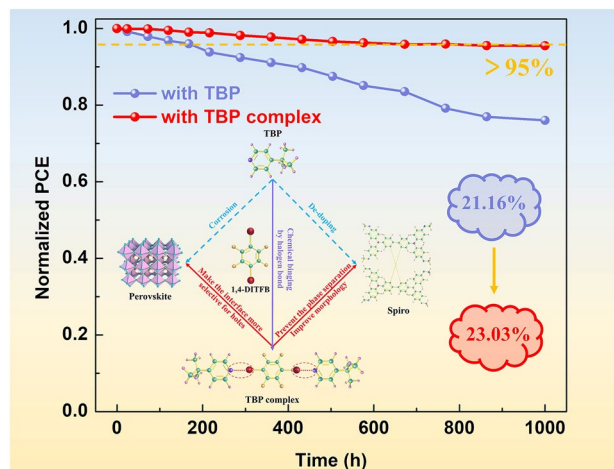 1.0
0.8
0.6
0.4
0.2
0.0
Normalized PCE
> 95%
with TBP
with TBP complex
TBP
Corrosion
De-doping
Chemical binging
by halogen bond
1,4-DITFB
Perovskite
Spiro
Make the interface more
selective for holes
Prevent the phase separation
Improve morphology
TBP complex
21.16%
23.03%
0
200
400
600
800
1000
Time (h)